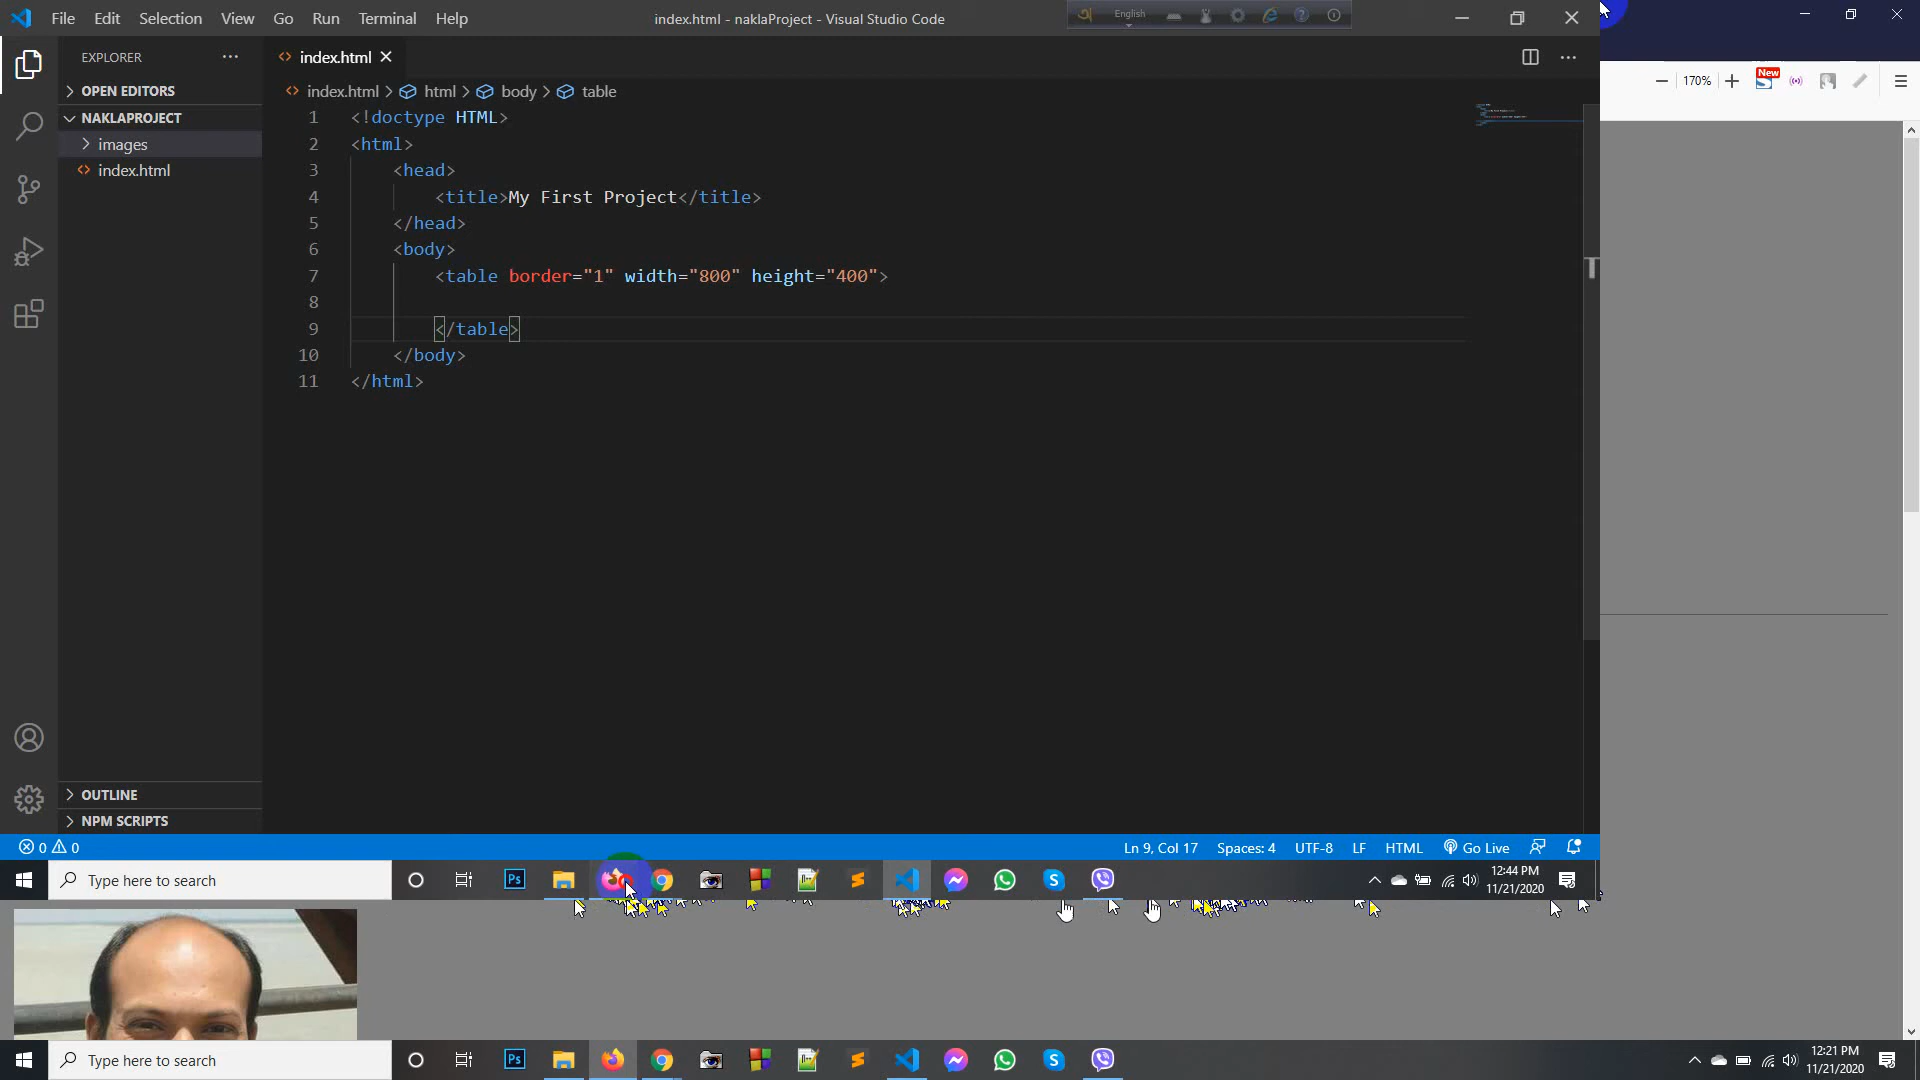 File Edit Selection View Go Run Terminal Help
index.html - naklaProject - Visual Studio Code
English
EXPLORER
index.html
170%
New
OPEN EDITORS
index.html > html > body > table
NAKLAPROJECT
images
index.html
1 <!doctype HTML>
2 <html>
3 <head>
4 <title>My First Project</title>
5 </head>
6 <body>
7 <table border="1" width="800" height="400">
8
9 </table>
10 </body>
11 </html>
OUTLINE
NPM SCRIPTS
0 0
Ln 9, Col 17 Spaces: 4 UTF-8 LF HTML Go Live
Type here to search
Ps
12:44 PM
11/21/2020
Type here to search
Ps
12:21 PM
11/21/2020